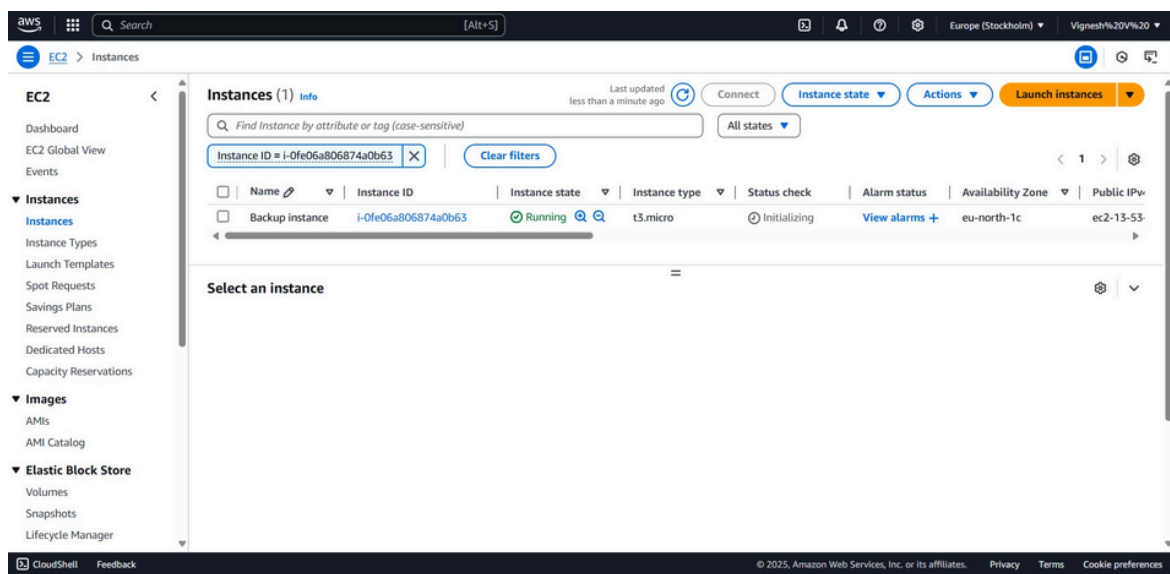 aws Search [Alt+S] Europe (Stockholm) Vignesh%20V%20
EC2 > Instances
EC2
Dashboard
EC2 Global View
Events
Instances
Instances
Instance Types
Launch Templates
Spot Requests
Savings Plans
Reserved Instances
Dedicated Hosts
Capacity Reservations
Images
AMIs
AMI Catalog
Elastic Block Store
Volumes
Snapshots
Lifecycle Manager
Instances (1) Info
Last updated
less than a minute ago
Connect Instance state Actions Launch instances
Find Instance by attribute or tag (case-sensitive) All states
Instance ID = i-0fe06a806874a0b63 Clear filters
1
Name Instance ID Instance state Instance type Status check Alarm status Availability Zone Public IPv
Backup instance i-0fe06a806874a0b63 Running t3.micro Initializing View alarms + eu-north-1c ec2-13-53-
Select an instance
CloudShell Feedback © 2025, Amazon Web Services, Inc. or its affiliates. Privacy Terms Cookie preferences